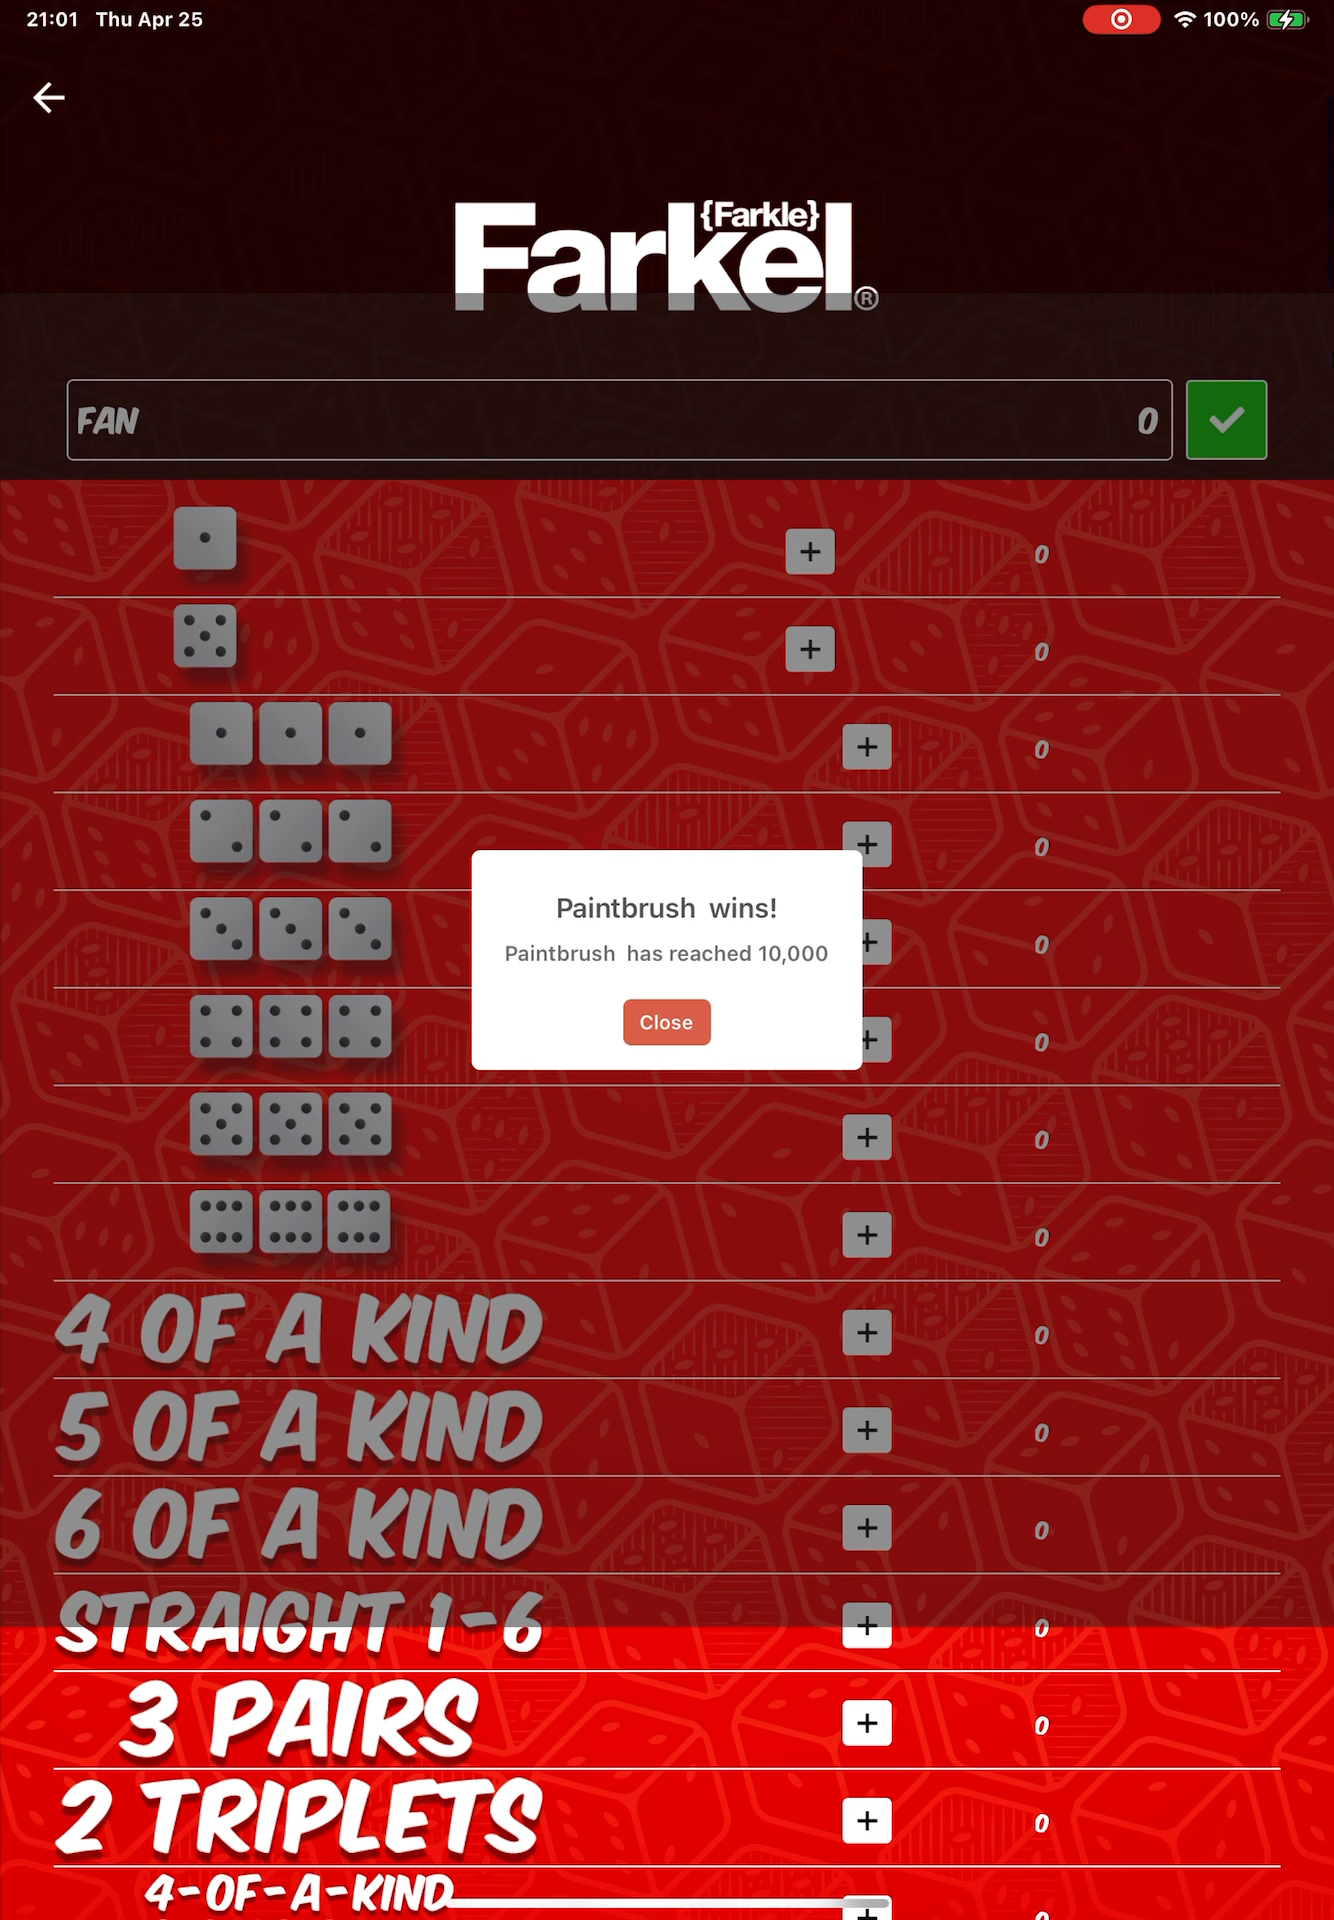 21:01 Thu Apr 25
100%
{Farkle}
Farkel®
FAN 0
0
0
0
0
Paintbrush wins!
Paintbrush has reached 10,000
0
0
Close
0
0
4 OF A KIND 0
5 OF A KIND 0
6 OF A KIND 0
STRAIGHT 1-6 0
3 PAIRS 0
2 TRIPLETS 0
4-OF-A-KIND